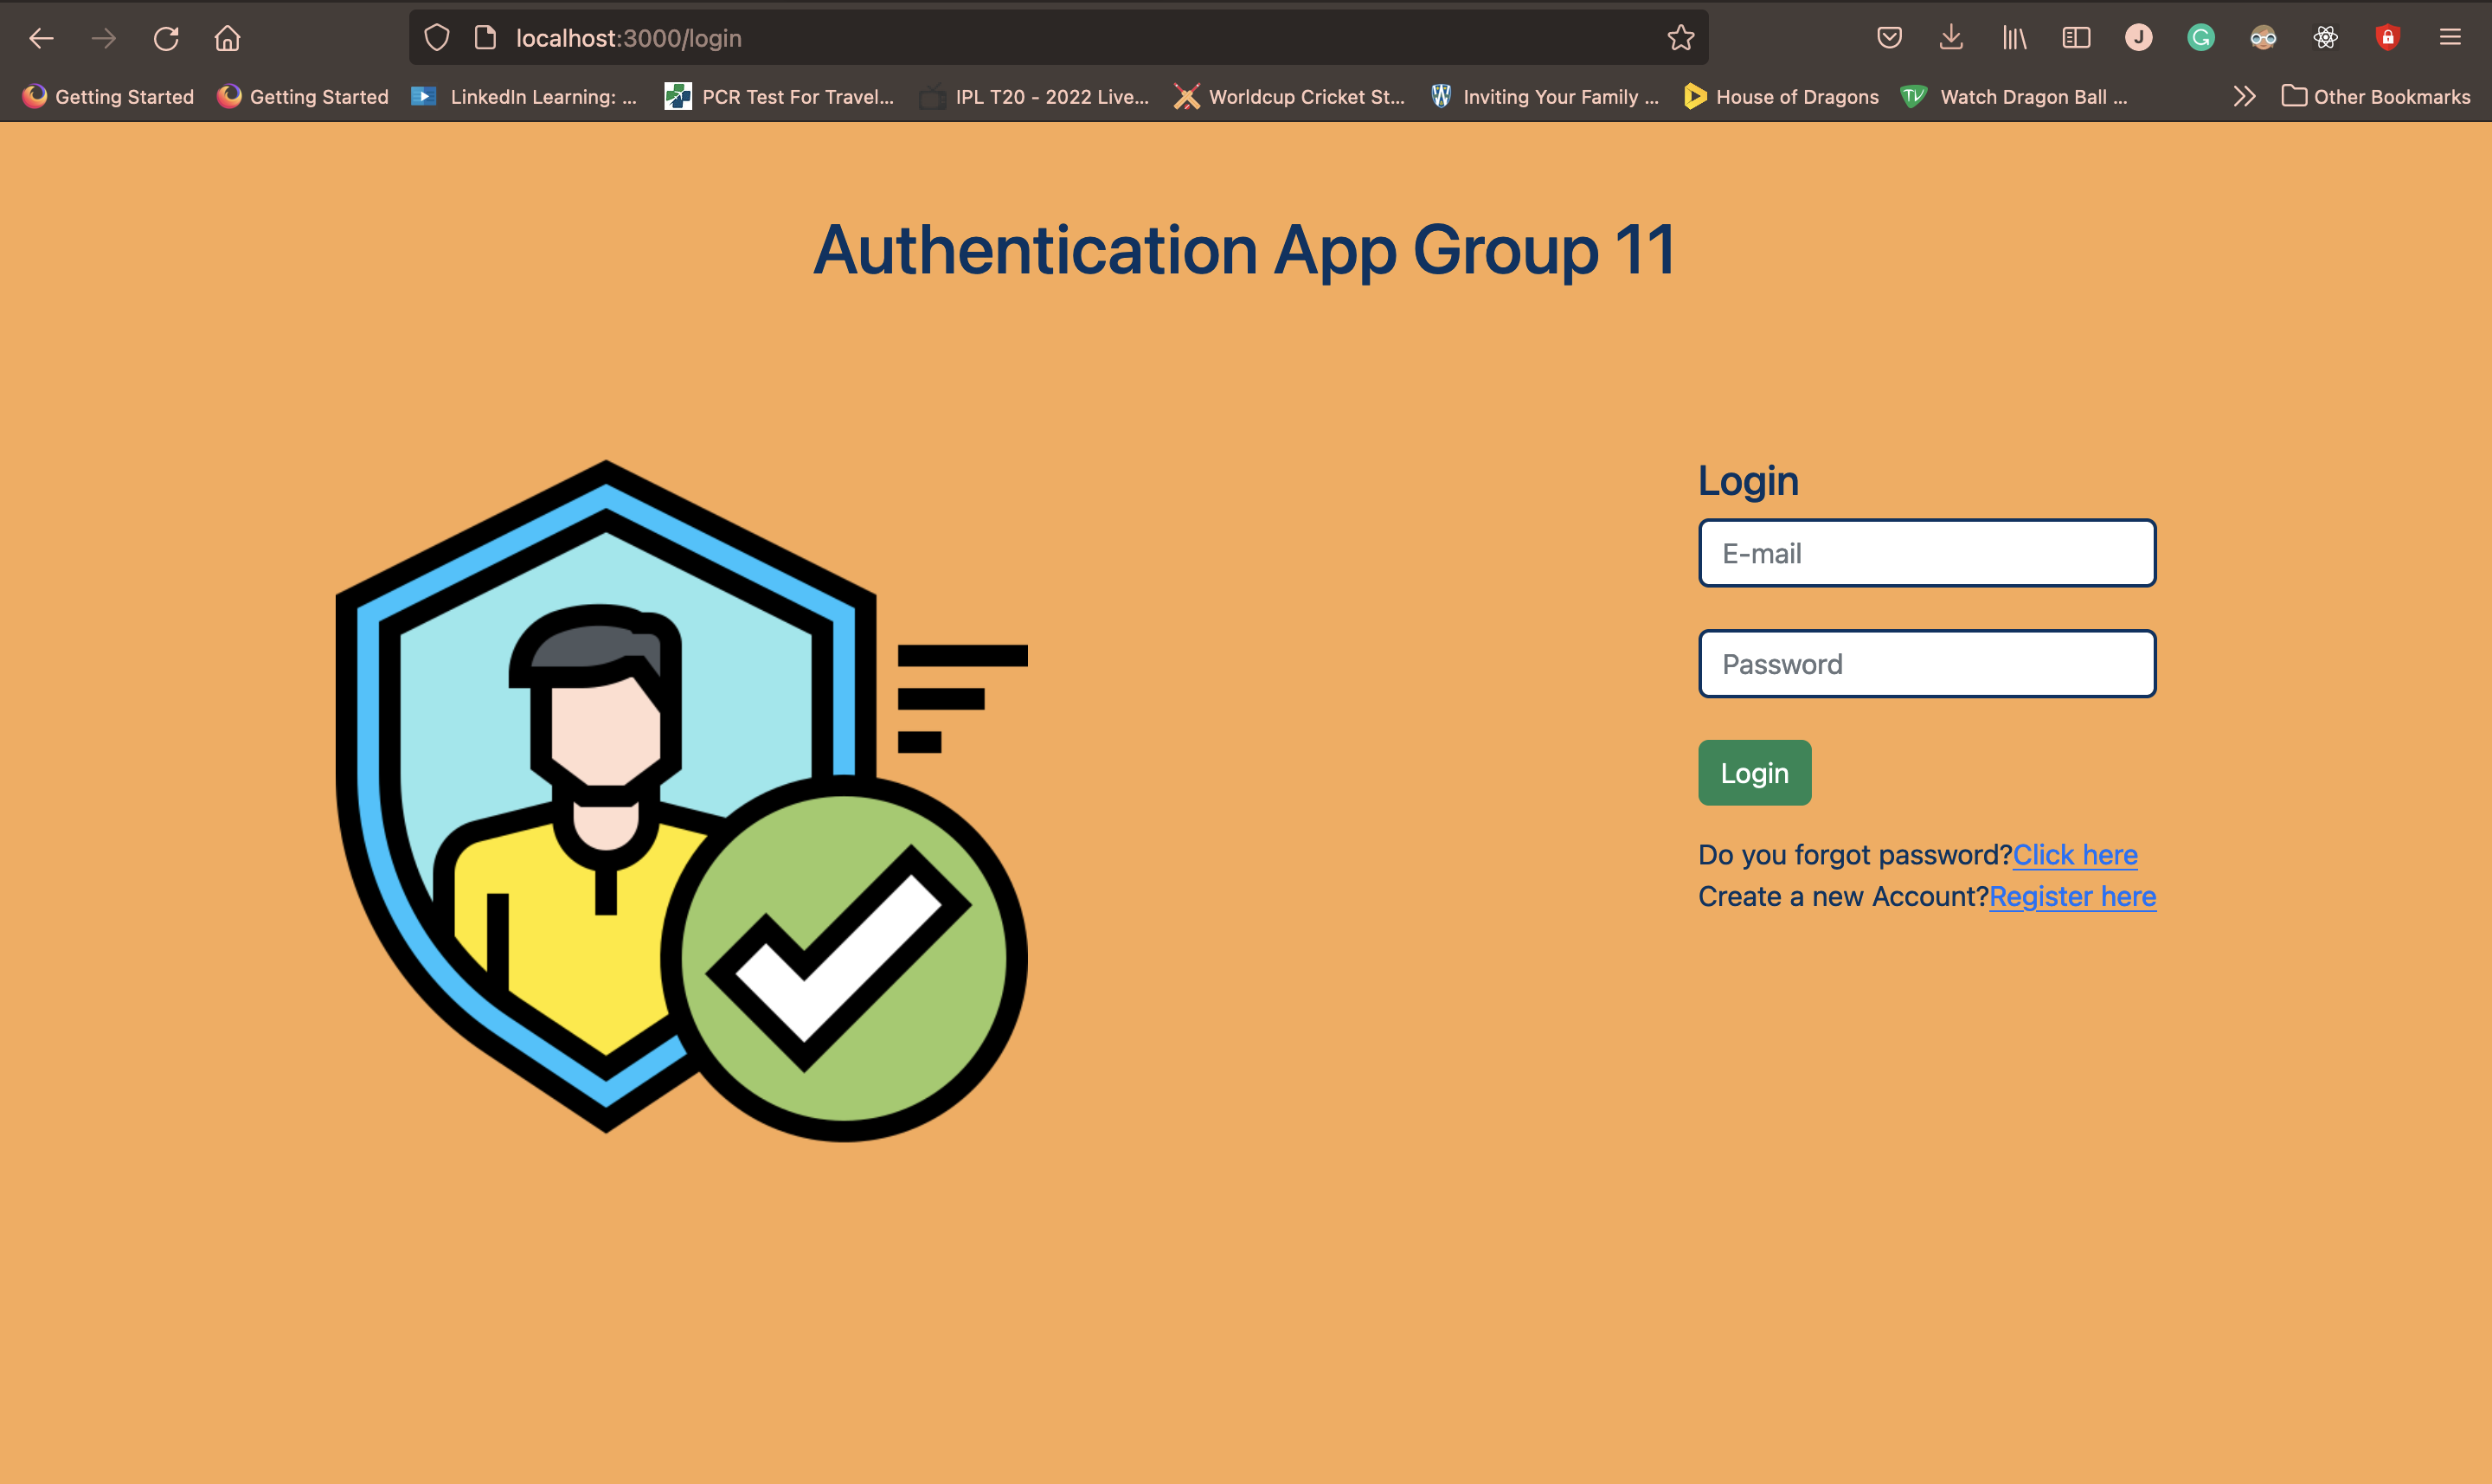 localhost:3000/login
J
Getting Started Getting Started LinkedIn Learning: ... PCR Test For Travel... IPL T20 - 2022 Live... Worldcup Cricket St... Inviting Your Family ... House of Dragons TV Watch Dragon Ball ... Other Bookmarks
Authentication App Group 11
Login
E-mail
Password
Login
Do you forgot password?Click here
Create a new Account?Register here